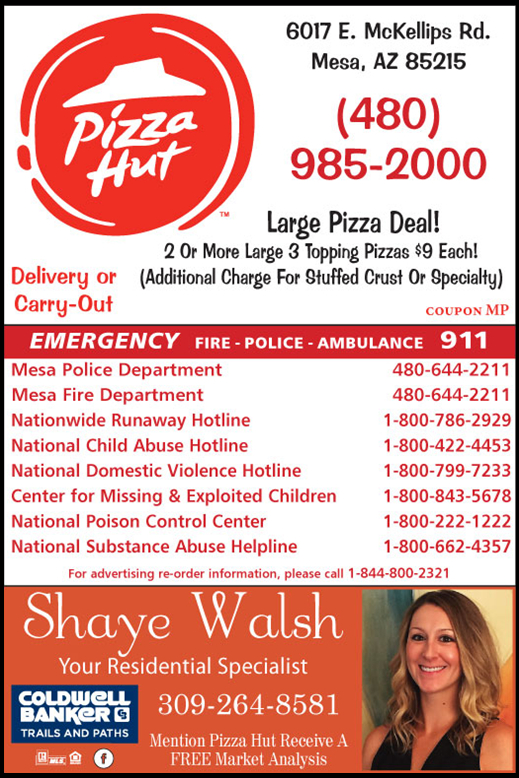 6017 E. McKellips Rd.
Mesa, AZ 85215
Pizza
Hut
TM
(480)
985-2000
Large Pizza Deal!
2 Or More Large 3 Topping Pizzas $9 Each!
(Additional Charge For Stuffed Crust Or Specialty)
Delivery or
Carry-Out
COUPON MP
EMERGENCY FIRE - POLICE - AMBULANCE 911
Mesa Police Department 480-644-2211
Mesa Fire Department 480-644-2211
Nationwide Runaway Hotline 1-800-786-2929
National Child Abuse Hotline 1-800-422-4453
National Domestic Violence Hotline 1-800-799-7233
Center for Missing & Exploited Children 1-800-843-5678
National Poison Control Center 1-800-222-1222
National Substance Abuse Helpline 1-800-662-4357
For advertising re-order information, please call 1-844-800-2321
Shaye Walsh
Your Residential Specialist
COLDWELL
BANKER CB
TRAILS AND PATHS
309-264-8581
Mention Pizza Hut Receive A
FREE Market Analysis
R MLS f